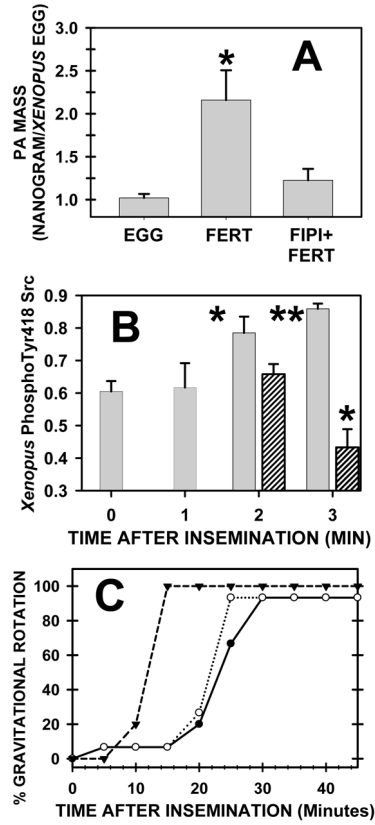 A
PA MASS
(NANOGRAM/XENOPUS EGG)
3.0
2.5
2.0
1.5
1.0
*
EGG
FERT
FIPI+
FERT
B
Xenopus PhosphoTyr418 Src
0.9
0.8
0.7
0.6
0.5
0.4
0.3
*
**
*
0
1
2
3
TIME AFTER INSEMINATION (MIN)
C
% GRAVITATIONAL ROTATION
100
80
60
40
20
0
0
10
20
30
40
TIME AFTER INSEMINATION (Minutes)